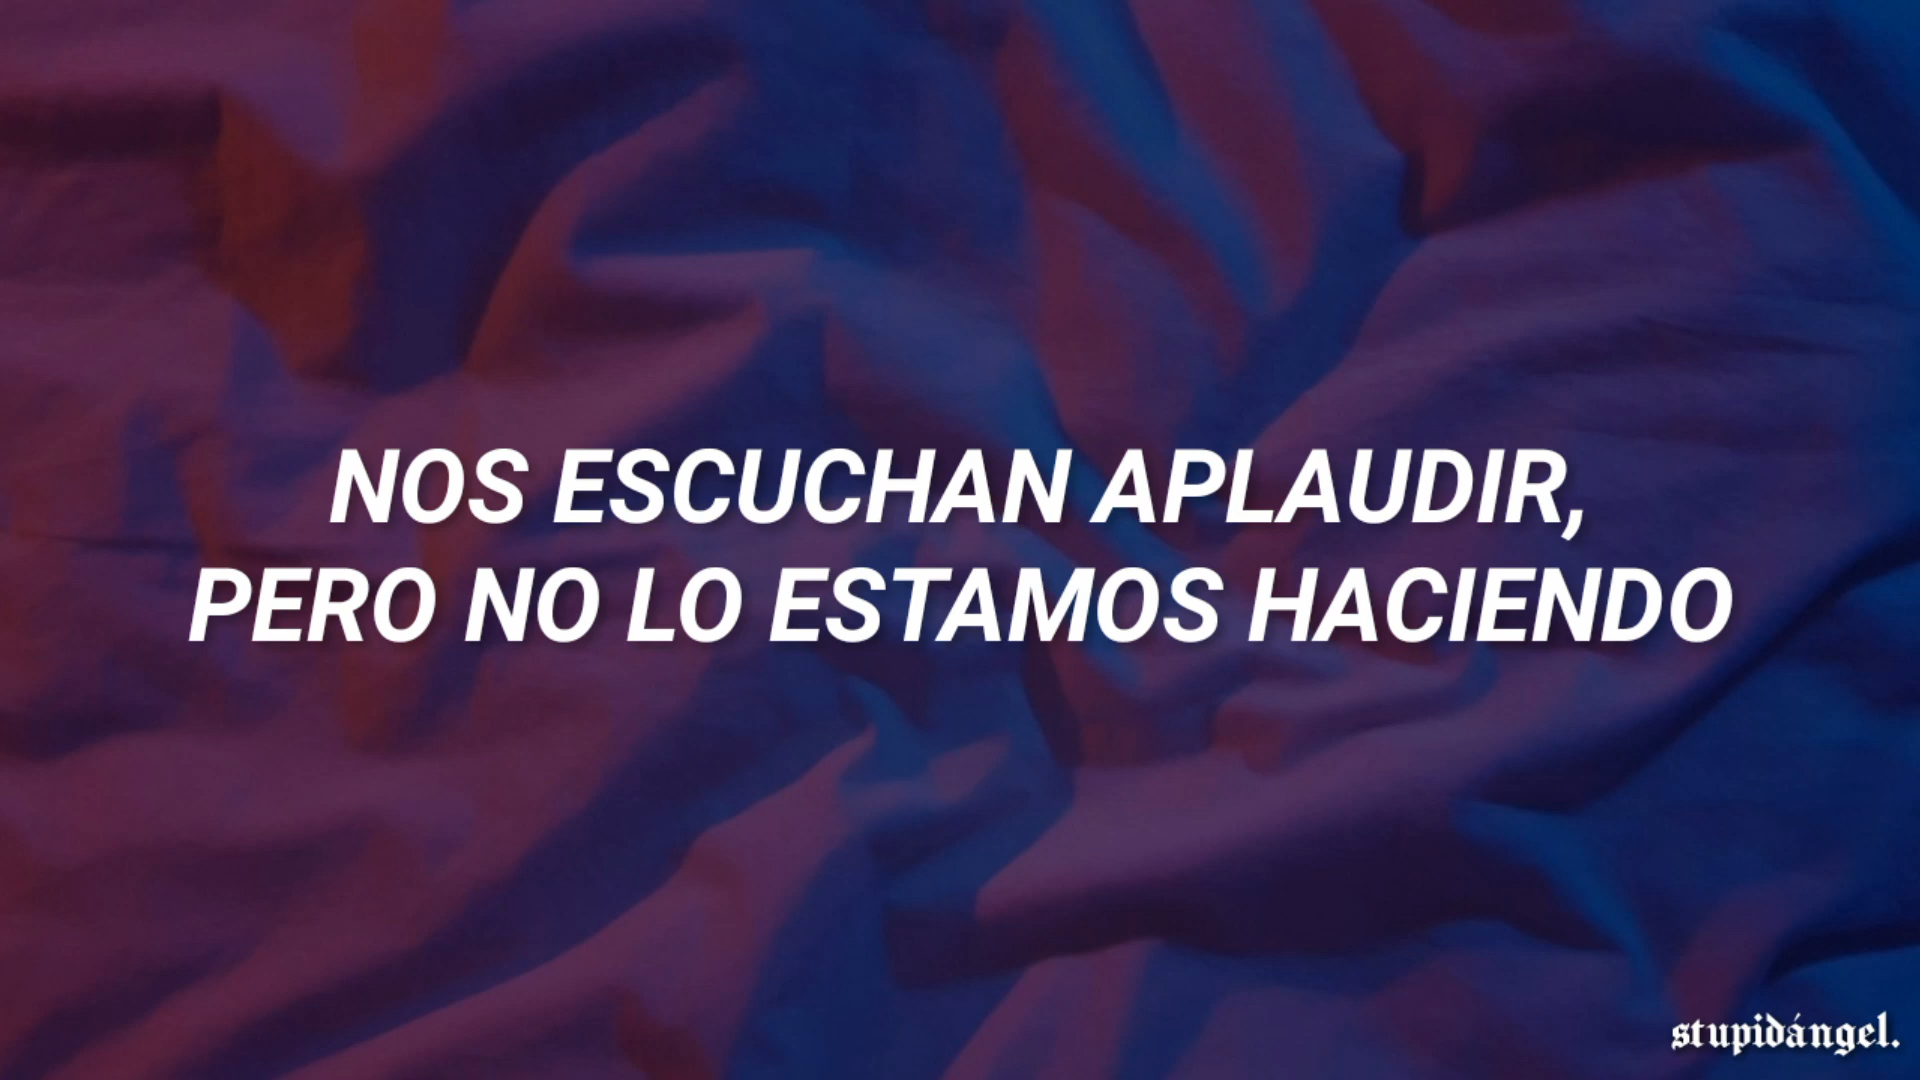 NOS ESCUCHAN APLAUDIR,
PERO NO LO ESTAMOS HACIENDO
stupidángel.